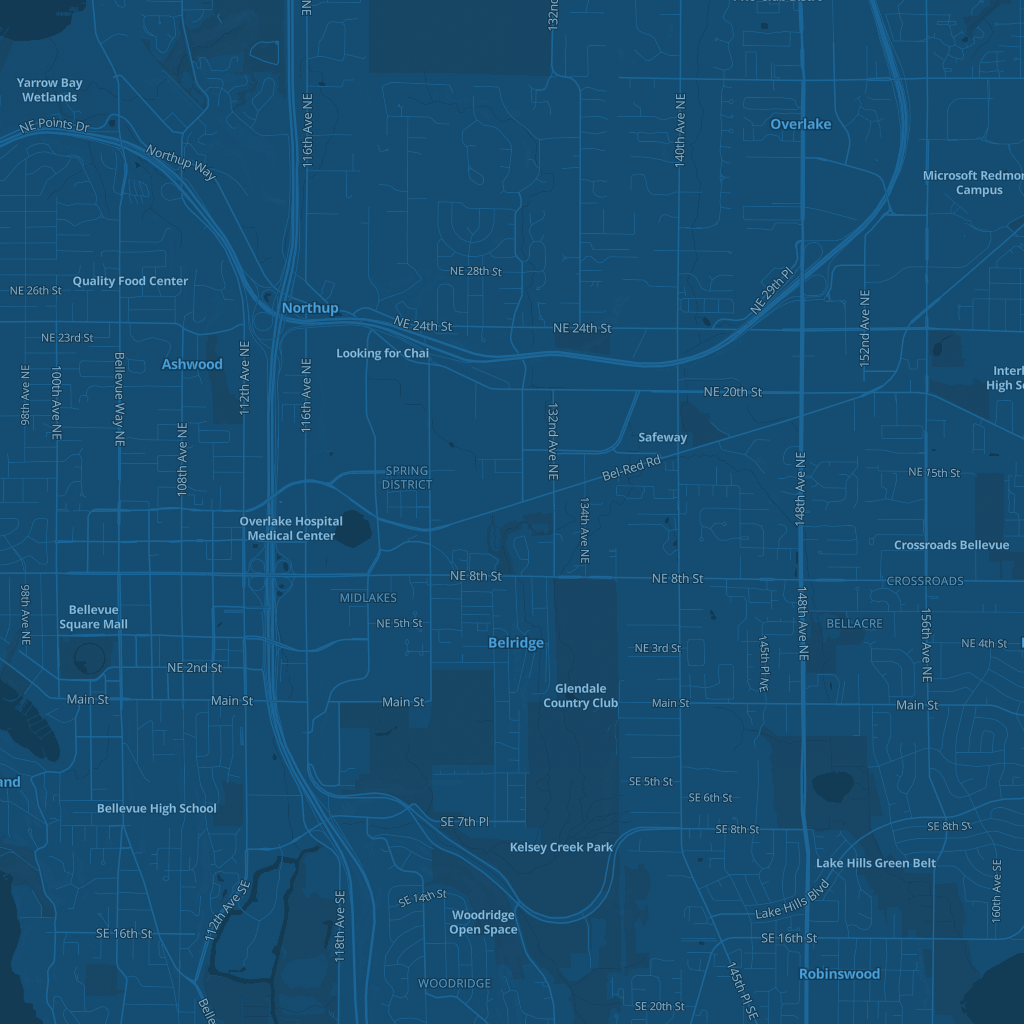 132nd
116th Ave NE
140th Ave NE
Yarrow Bay
Wetlands
NE Points Dr
Northup Way
Overlake
Microsoft Redmon
Campus
NE 28th St
Quality Food Center
NE 26th St
NE 29th Pl
Northup
NE 24th St
NE 24th St
152nd Ave NE
NE 23rd St
Looking for Chai
Ashwood
112th Ave NE
116th Ave NE
98th Ave NE
100th Ave NE
Bellevue Way NE
108th Ave NE
Interl
High Sc
NE 20th St
132nd Ave NE
Safeway
Bel-Red Rd
SPRING
DISTRICT
148th Ave NE
NE 15th St
134th Ave NE
Overlake Hospital
Medical Center
Crossroads Bellevue
NE 8th St
NE 8th St
CROSSROADS
98th Ave NE
MIDLAKES
148th Ave NE
Bellevue
Square Mall
NE 5th St
BELLACRE
156th Ave NE
Belridge
NE 3rd St
145th Pl NE
NE 4th St
NE 2nd St
Main St
Main St
Main St
Glendale
Country Club
Main St
Main St
and
SE 5th St
SE 6th St
Bellevue High School
SE 7th Pl
SE 8th St
SE 8th St
Kelsey Creek Park
Lake Hills Green Belt
SE 14th St
112th Ave SE
118th Ave SE
Lake Hills Blvd
160th Ave SE
Woodridge
Open Space
SE 16th St
SE 16th St
Robinswood
WOODRIDGE
145th Pl SE
SE 20th St
Belle